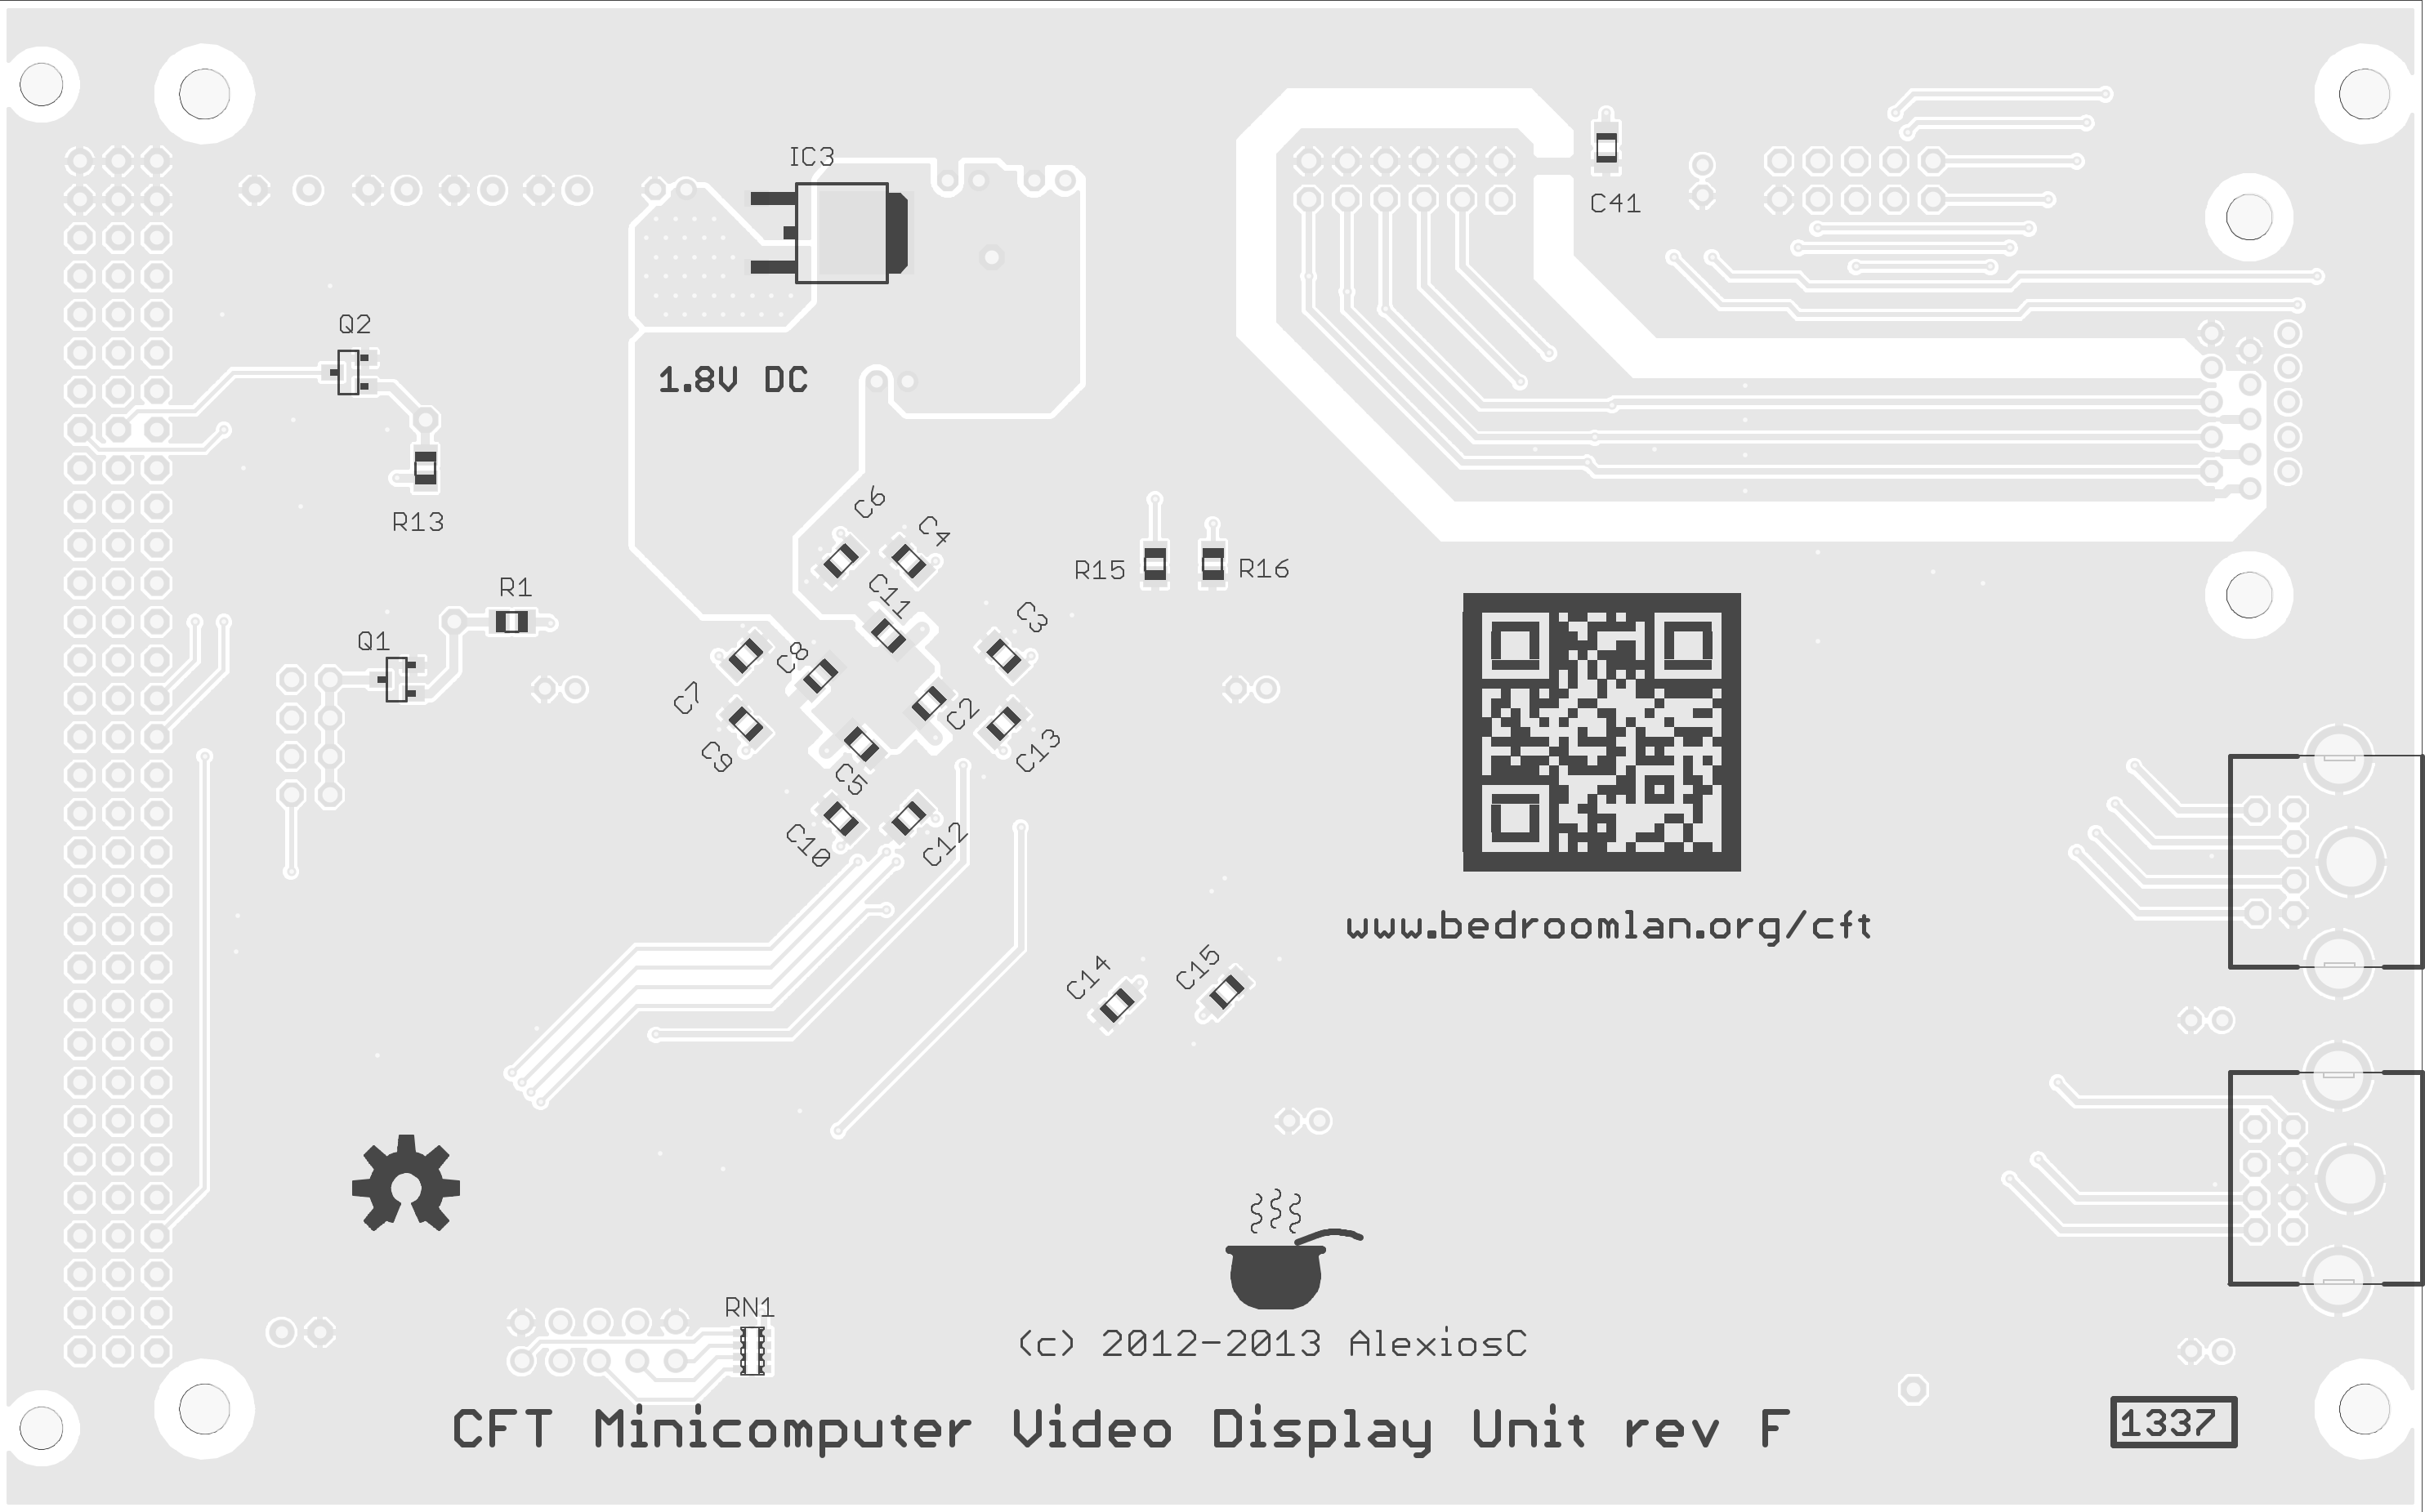 IC3
C41
Q2
1.8V DC
C6
C4
R13
R15
R16
R1
C11
C3
Q1
C8
C7
C2
C9
C13
C5
C10
C12
www.bedroomlan.org/cft
C14
C15
RN1
(c) 2012-2013 AlexiosC
CFT Minicomputer Video Display Unit rev F
1337